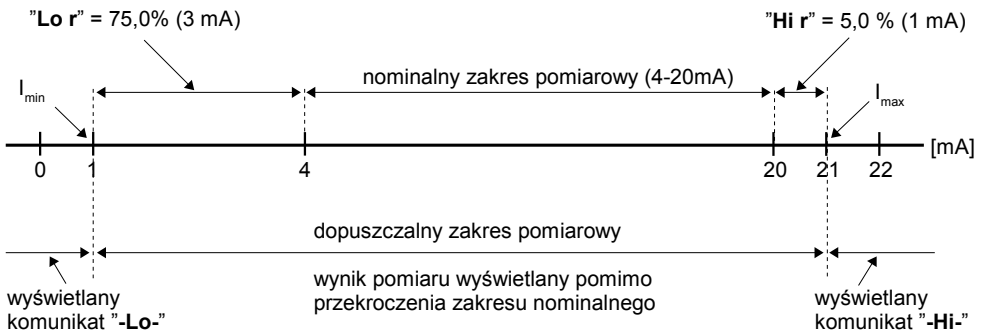 "Lo r" = 75,0% (3 mA)
"Hi r" = 5,0 % (1 mA)
nominalny zakres pomiarowy (4-20mA)
I min
I max
[mA]
0 1 4 20 21 22
dopuszczalny zakres pomiarowy
wynik pomiaru wyświetlany pomimo
przekroczenia zakresu nominalnego
wyświetlany
komunikat "-Lo-"
wyświetlany
komunikat "-Hi-"